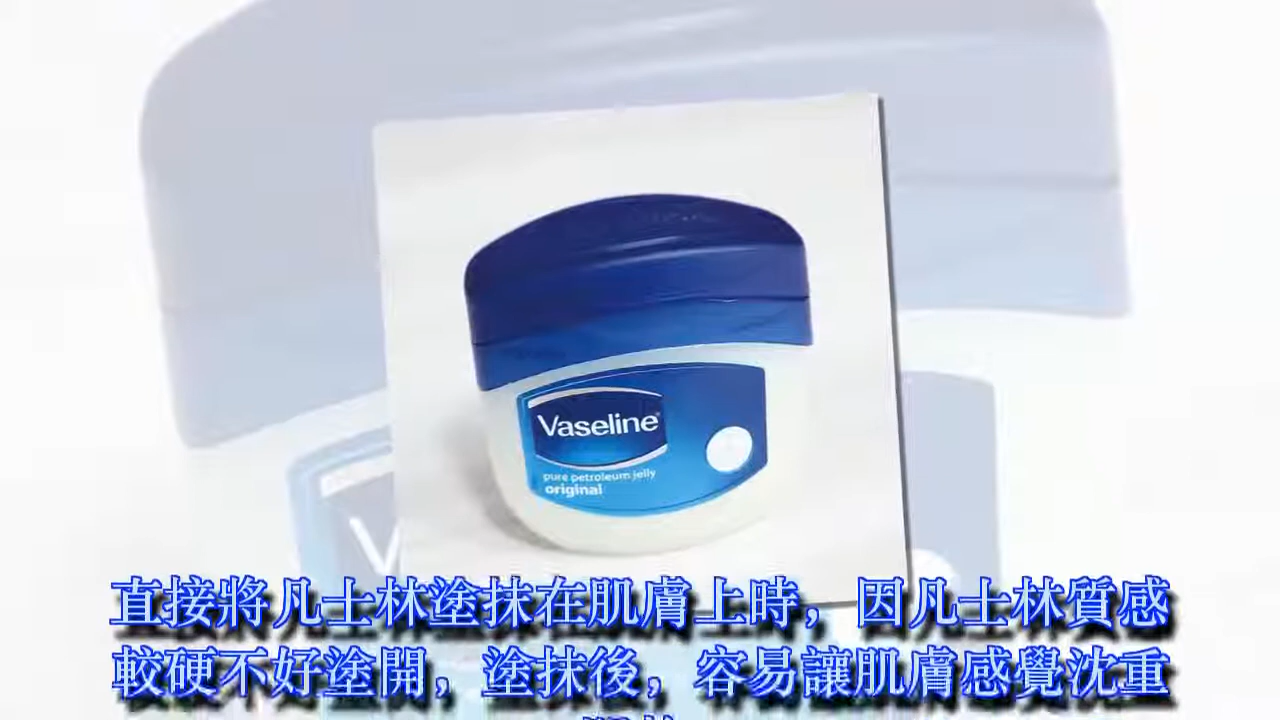 Vaseline
pure petroleum jelly
original
直接將凡士林塗抹在肌膚上時，因凡士林質感
較硬不好塗開，塗抹後，容易讓肌膚感覺沈重